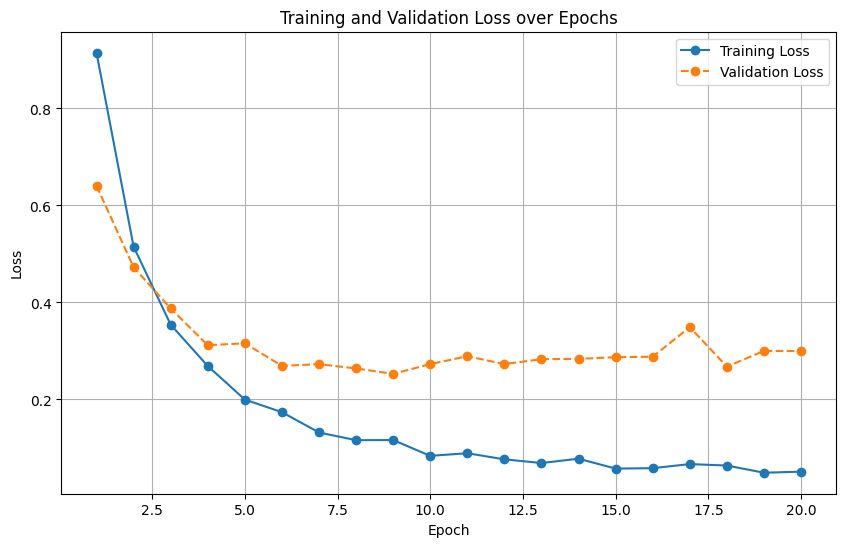 Training and Validation Loss over Epochs
Training Loss
Validation Loss
0.8
0.6
0.4
0.2
Loss
2.5
5.0
7.5
10.0
12.5
15.0
17.5
20.0
Epoch